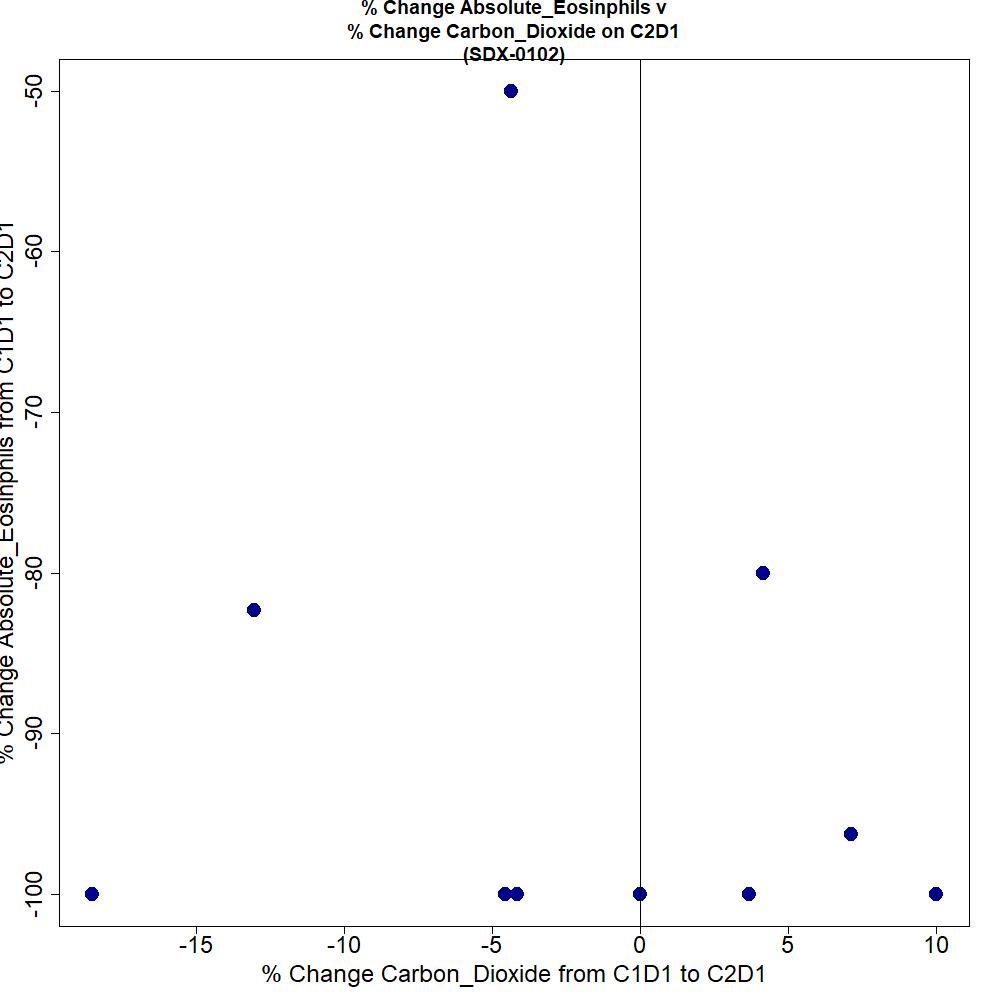 % Change Absolute_Eosinphils v
% Change Carbon_Dioxide on C2D1
(SDX-0102)
% Change Absolute_Eosinphils from C1D1 to C2D1
-50
-60
-70
-80
-90
-100
-15
-10
-5
0
5
10
% Change Carbon_Dioxide from C1D1 to C2D1